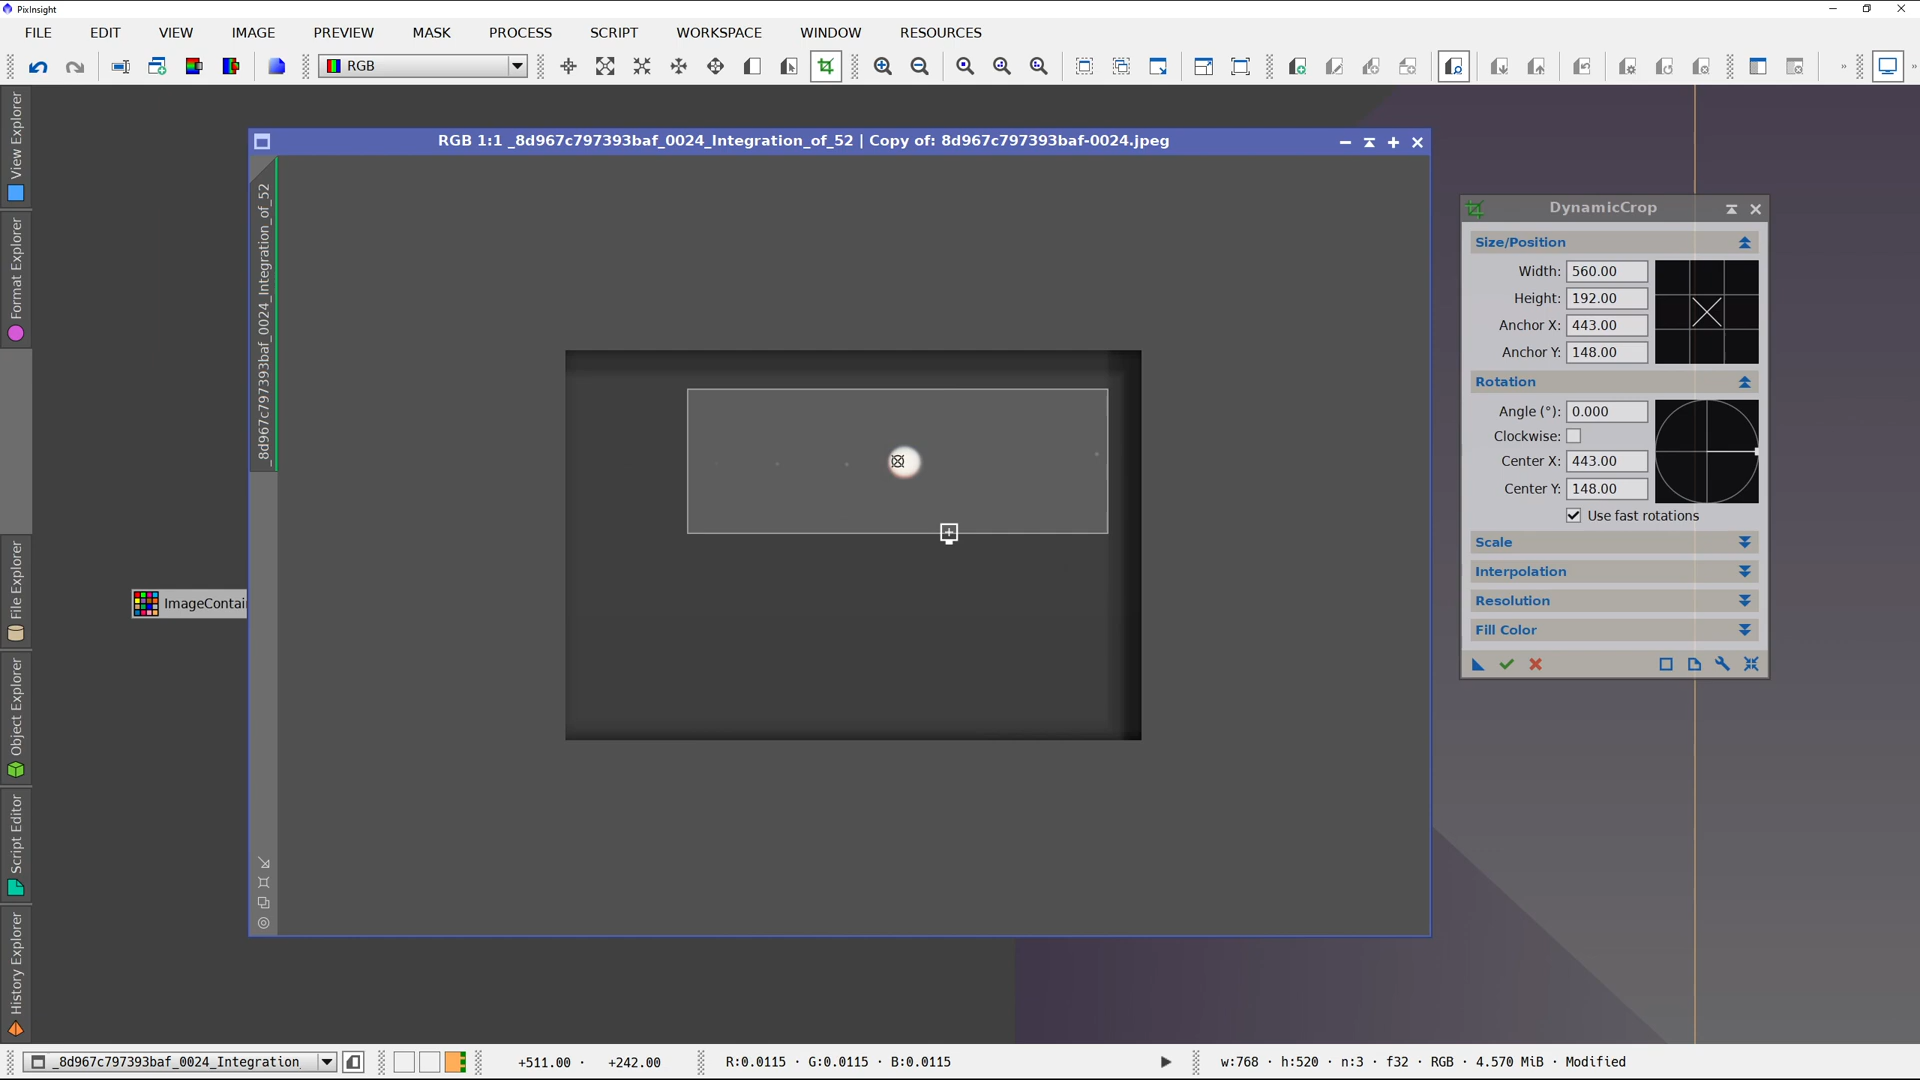 PixInsight
FILE EDIT VIEW IMAGE PREVIEW MASK PROCESS SCRIPT WORKSPACE WINDOW RESOURCES
RGB
View Explorer
Format Explorer
File Explorer
Object Explorer
Script Editor
History Explorer
RGB 1:1 _8d967c797393baf_0024_Integration_of_52 | Copy of: 8d967c797393baf-0024.jpeg
_8d967c797393baf_0024_Integration_of_52
ImageContai
DynamicCrop
Size/Position
Width: 560.00
Height: 192.00
Anchor X: 443.00
Anchor Y: 148.00
Rotation
Angle (°): 0.000
Clockwise:
Center X: 443.00
Center Y: 148.00
Use fast rotations
Scale
Interpolation
Resolution
Fill Color
_8d967c797393baf_0024_Integration
+511.00 · +242.00
R:0.0115 · G:0.0115 · B:0.0115
w:768 · h:520 · n:3 · f32 · RGB · 4.570 MiB · Modified